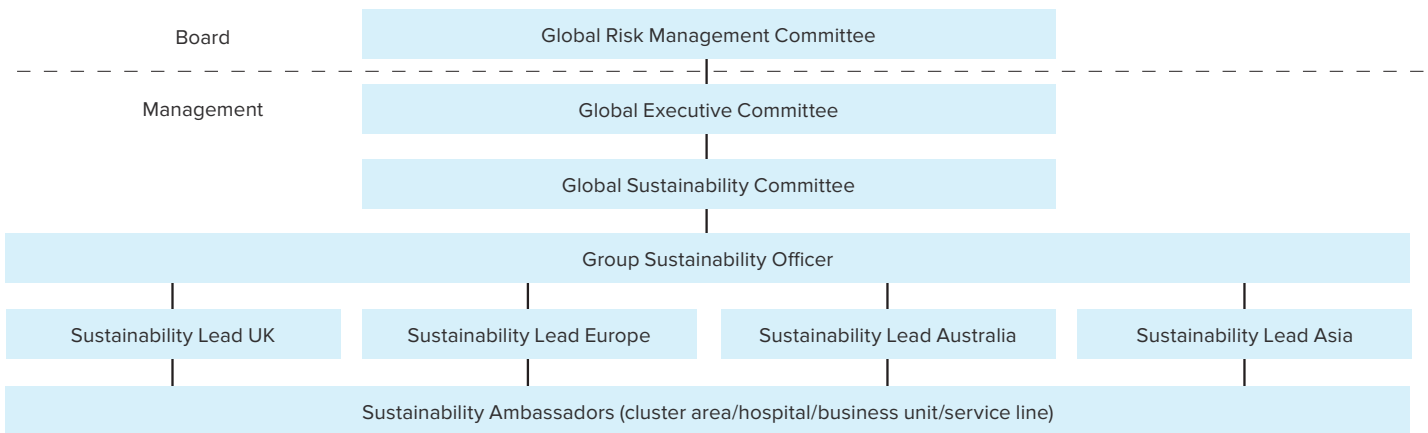 Board
Global Risk Management Committee
Management
Global Executive Committee
Global Sustainability Committee
Group Sustainability Officer
Sustainability Lead UK
Sustainability Lead Europe
Sustainability Lead Australia
Sustainability Lead Asia
Sustainability Ambassadors (cluster area/hospital/business unit/service line)